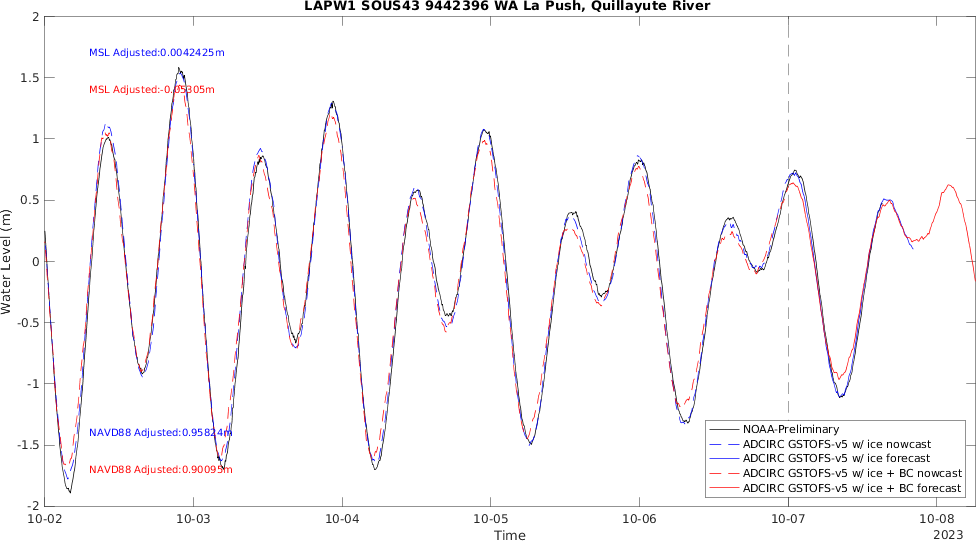 LAPW1 SOUS43 9442396 WA La Push, Quillayute River
2
1.5
1
0.5
0
-0.5
-1
-1.5
-2
Water Level (m)
MSL Adjusted:0.0042425m
MSL Adjusted:-0.05305m
NAVD88 Adjusted:0.95824m
NAVD88 Adjusted:0.90095m
NOAA-Preliminary
ADCIRC GSTOFS-v5 w/ ice nowcast
ADCIRC GSTOFS-v5 w/ ice forecast
ADCIRC GSTOFS-v5 w/ ice + BC nowcast
ADCIRC GSTOFS-v5 w/ ice + BC forecast
10-02 10-03 10-04 10-05 10-06 10-07 10-08
Time
2023